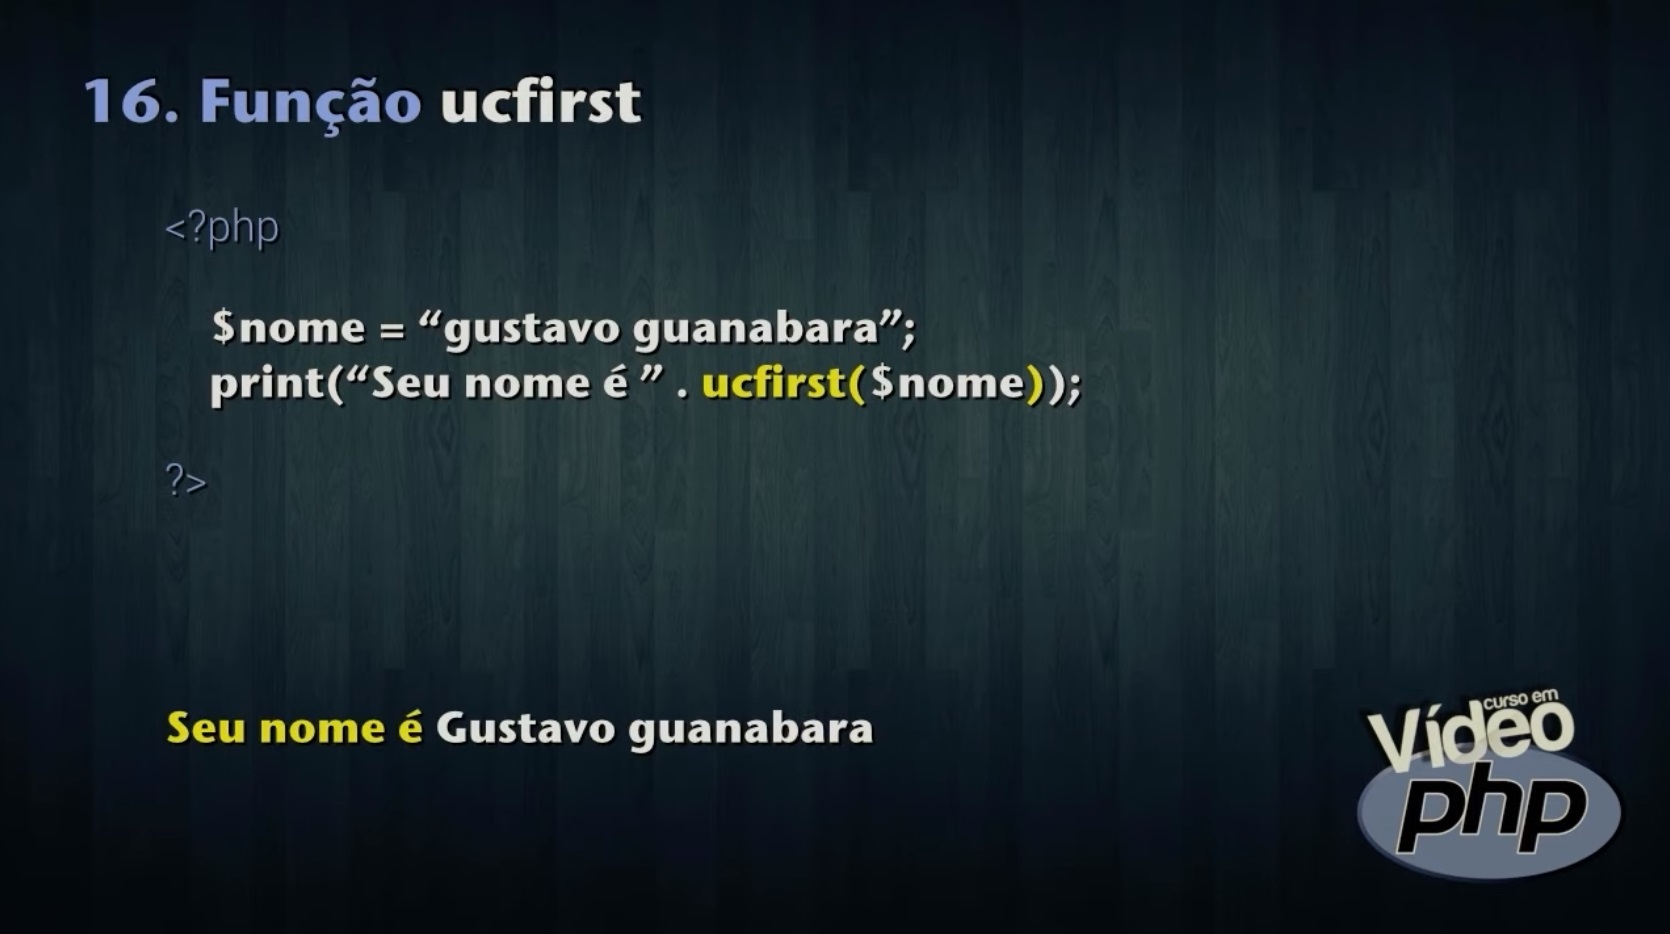 16. Função ucfirst
<?php
$nome = “gustavo guanabara”;
print(“Seu nome é ” . ucfirst($nome));
?>
Seu nome é Gustavo guanabara
curso em
Vídeo
php